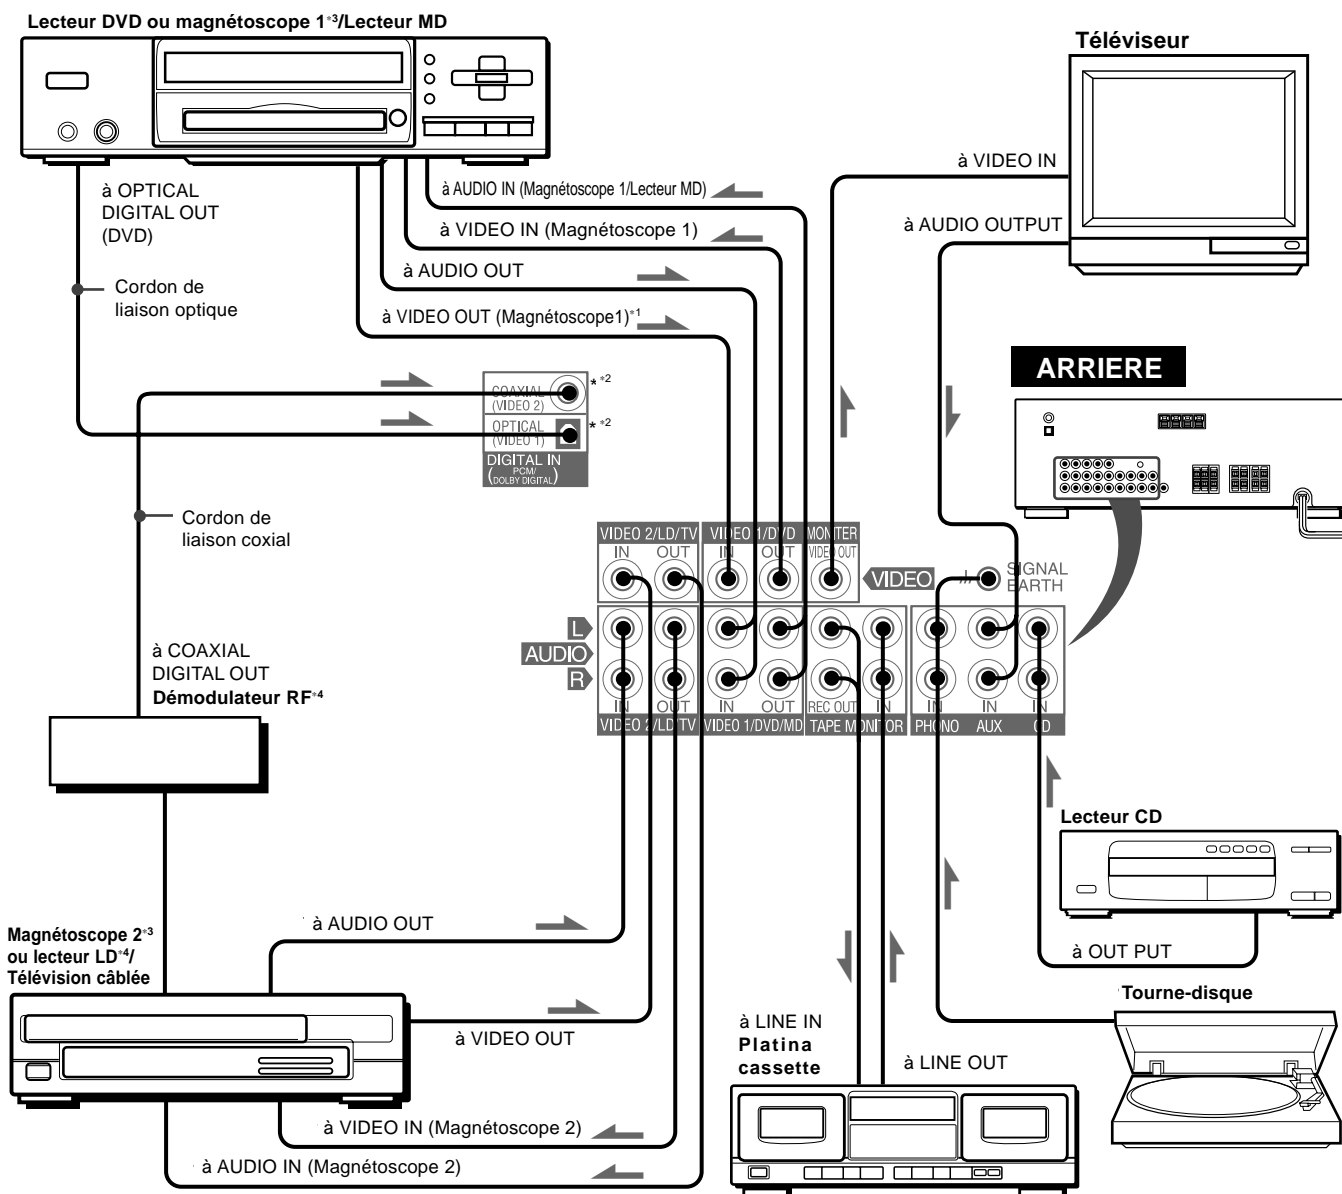 Lecteur DVD ou magnétoscope 1*3/Lecteur MD
Téléviseur
à VIDEO IN
à AUDIO OUTPUT
à OPTICAL
DIGITAL OUT
(DVD)
à AUDIO IN (Magnétoscope 1/Lecteur MD)
à VIDEO IN (Magnétoscope 1)
à AUDIO OUT
à VIDEO OUT (Magnétoscope1)*1
Cordon de
liaison optique
ARRIERE
COAXIAL
(VIDEO 2)
* *2
OPTICAL
(VIDEO 1)
* *2
DIGITAL IN
(PCM/
DOLBY DIGITAL)
Cordon de
liaison coxial
VIDEO 2/LD/TV VIDEO 1/DVD MONITER
IN OUT IN OUT VIDEO OUT
VIDEO
SIGNAL
EARTH
L
AUDIO
R
IN OUT IN OUT REC OUT IN IN IN IN
VIDEO 2/LD/TV VIDEO 1/DVD/MD TAPE MONITOR PHONO AUX CD
à COAXIAL
DIGITAL OUT
Démodulateur RF*4
Lecteur CD
à OUT PUT
Magnétoscope 2*3
ou lecteur LD*4/
Télévision câblée
à AUDIO OUT
à VIDEO OUT
Tourne-disque
à LINE IN
Platina
cassette
à LINE OUT
à VIDEO IN (Magnétoscope 2)
à AUDIO IN (Magnétoscope 2)